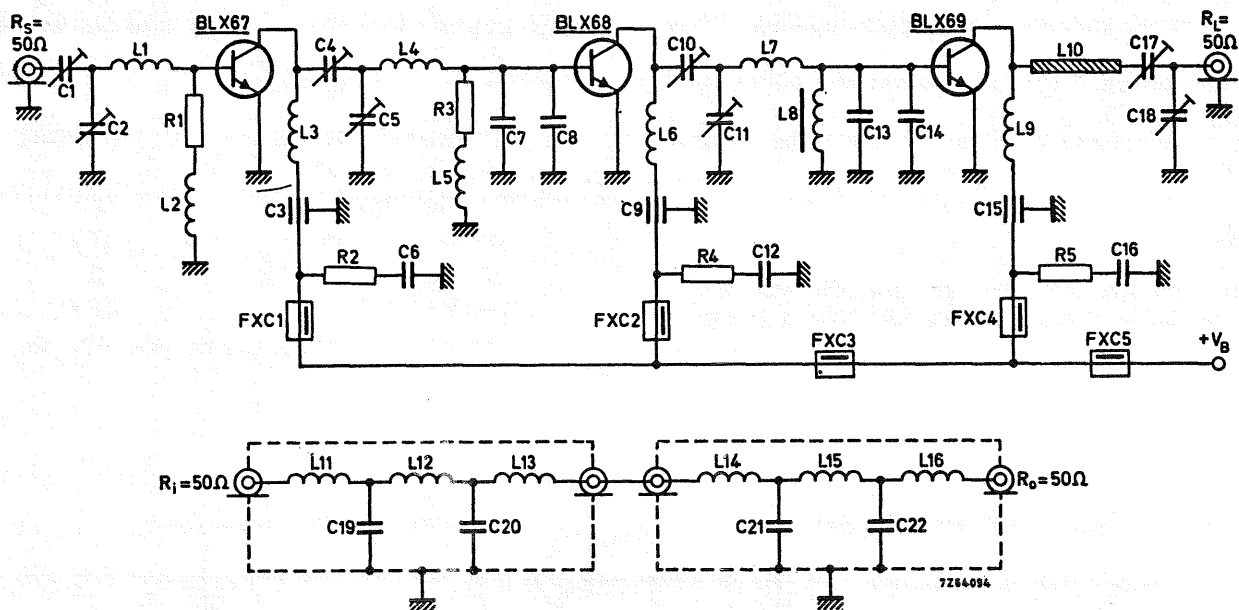 R_S=
50Ω
BLX67
BLX68
BLX69
R_L=
50Ω
C1
L1
C4
L4
C10
L7
L10
C17
C2
R1
L3
C5
R3
C7
C8
L6
C11
L8
C13
C14
L9
C18
L2
L5
C3
C9
C15
R2
C6
R4
C12
R5
C16
FXC1
FXC2
FXC4
FXC3
FXC5
+V_B
R_i=50Ω
L11
L12
L13
L14
L15
L16
R_o=50Ω
C19
C20
C21
C22
7Z64094